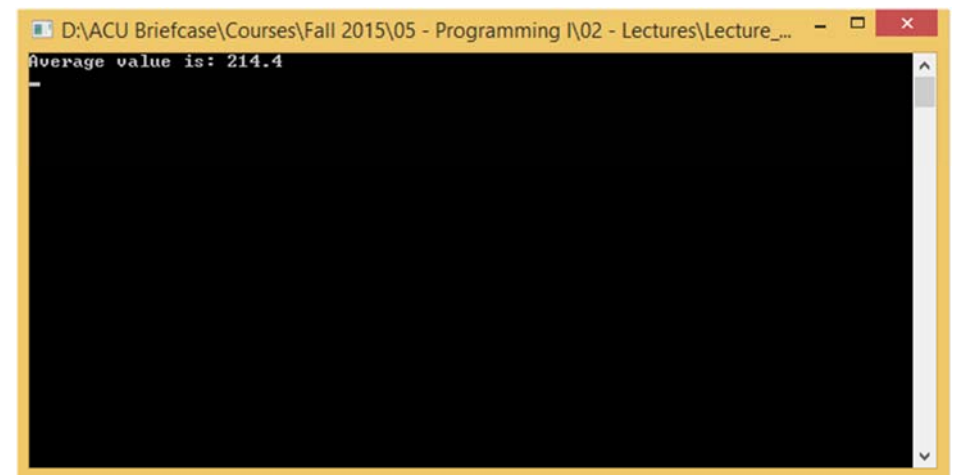 D:\ACU Briefcase\Courses\Fall 2015\05 - Programming I\02 - Lectures\Lecture_...
Average value is: 214.4